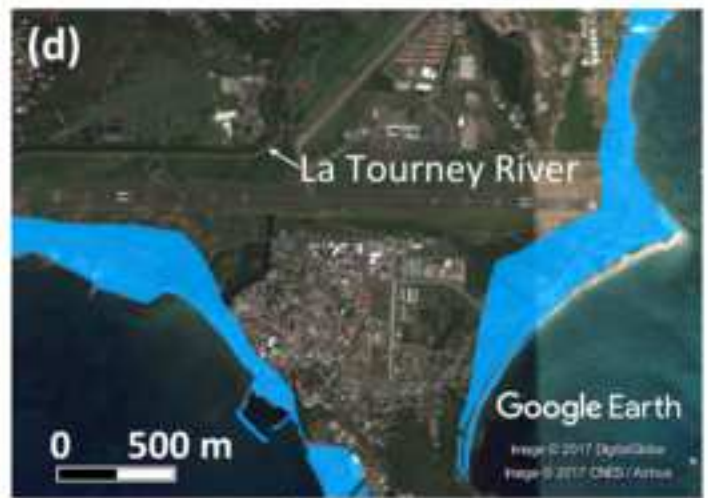 (d)
La Tourney River
Google Earth
0 500 m
Image © 2017 DigitalGlobe
Image © 2017 CNES / Airbus